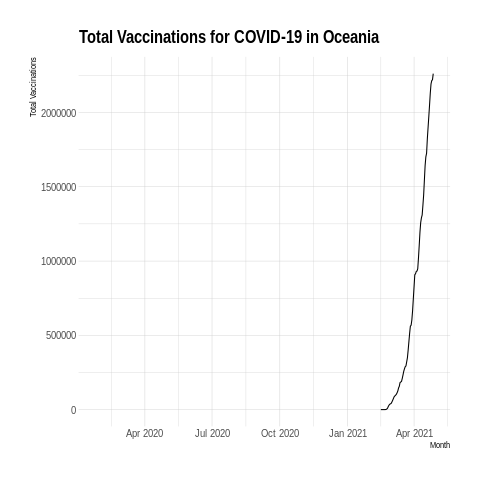 Total Vaccinations for COVID-19 in Oceania
Total Vaccinations
2000000
1500000
1000000
500000
0
Apr 2020 Jul 2020 Oct 2020 Jan 2021 Apr 2021
Month